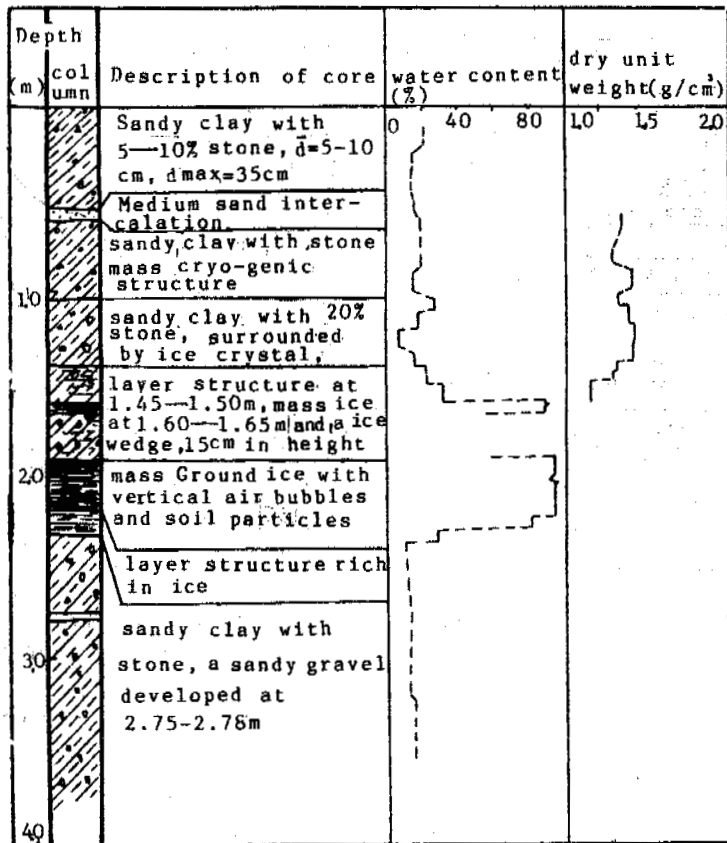 Depth
(m)
col
umn
Description of core
water content
(%)
dry unit
weight(g/cm³)
0 40 80
1.0 1.5 2.0
Sandy clay with
5—10% stone, d̄=5-10
cm, dmax=35cm
Medium sand inter-
calation
sandy clay with stone
mass cryo-genic
structure
1.0
sandy clay with 20%
stone, surrounded
by ice crystal,
layer structure at
1.45—1.50m, mass ice
at 1.60—1.65m and a ice
wedge, 15cm in height
2.0
mass Ground ice with
vertical air bubbles
and soil particles
layer structure rich
in ice
sandy clay with
3.0
stone, a sandy gravel
developed at
2.75-2.78m
4.0